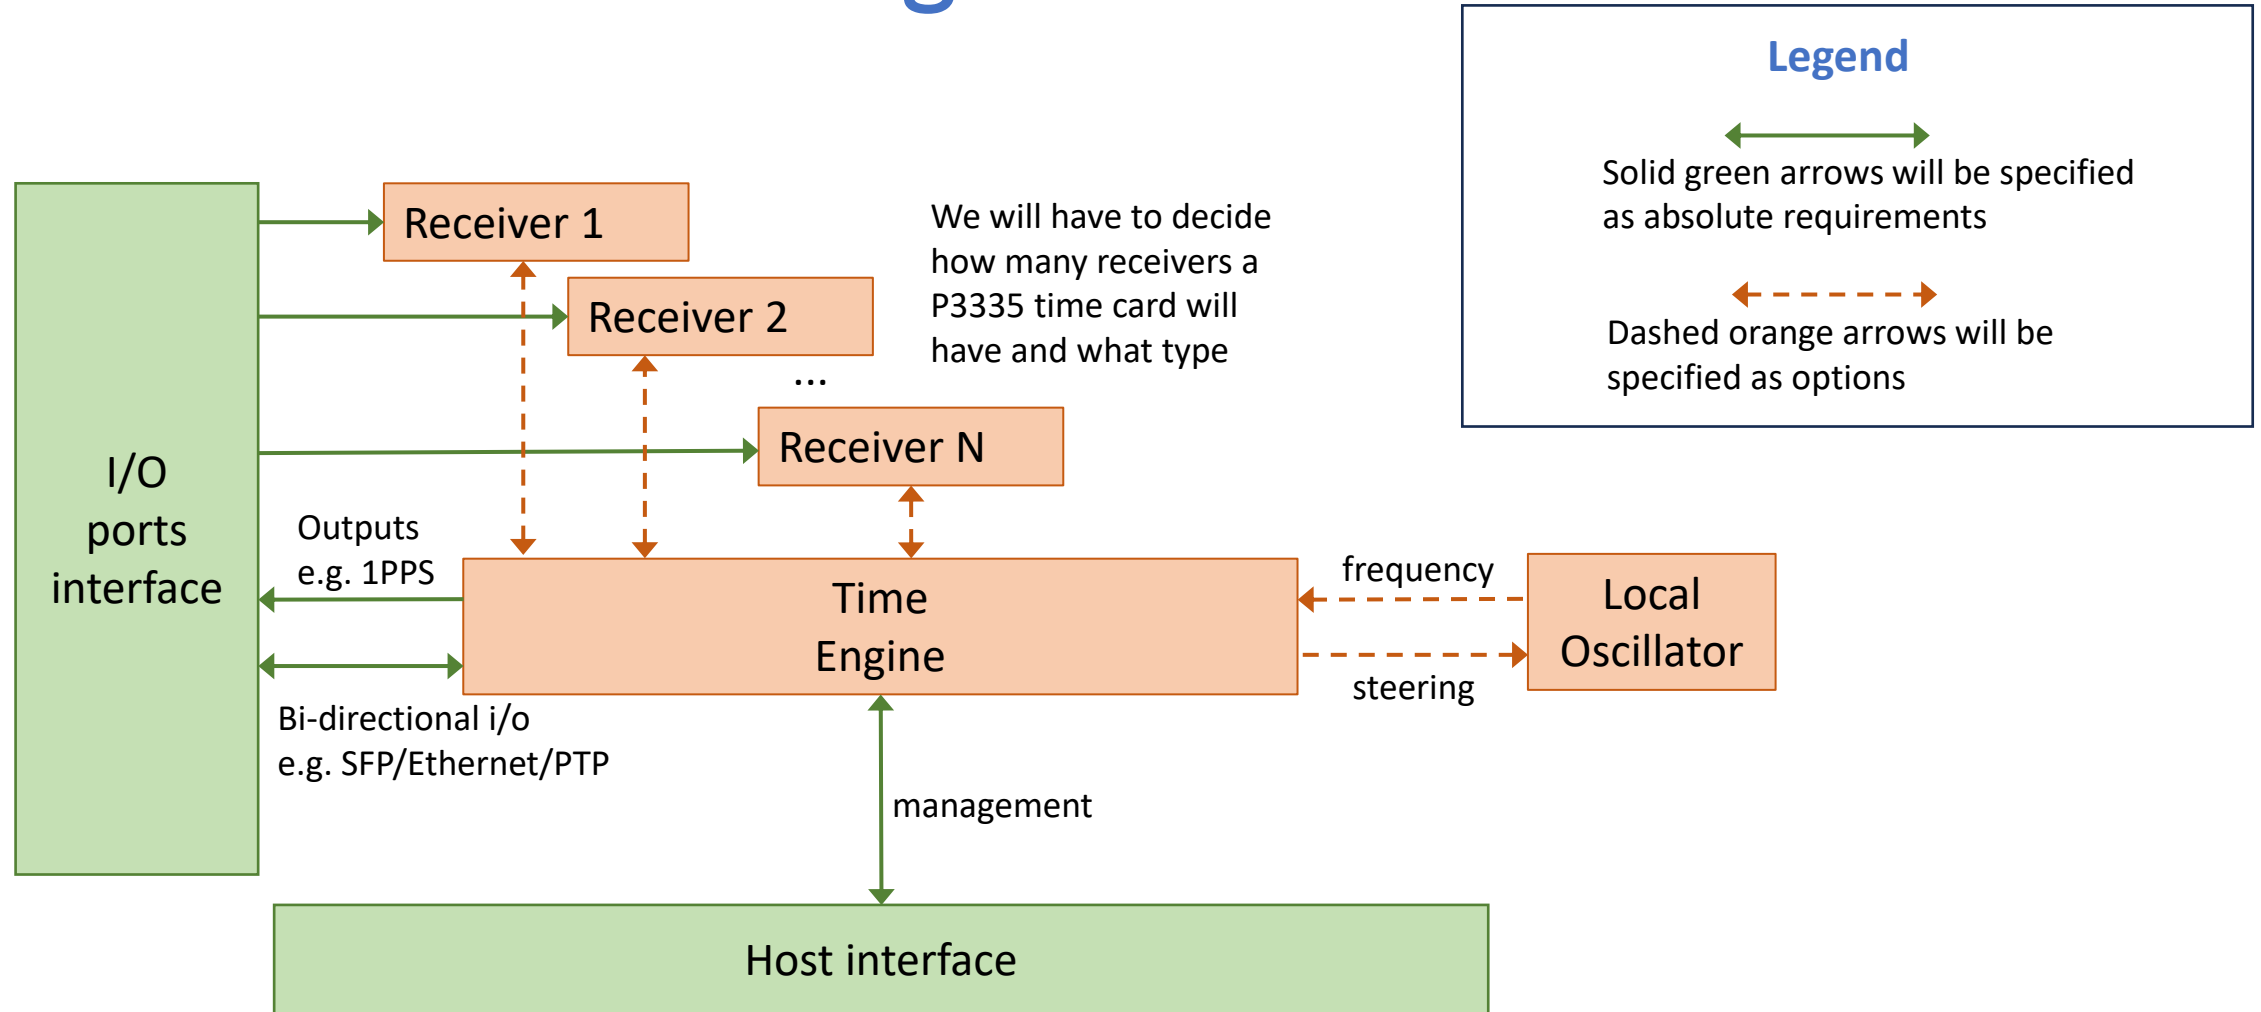 Legend
Solid green arrows will be specified
as absolute requirements
Dashed orange arrows will be
specified as options
Receiver 1
Receiver 2
...
Receiver N
We will have to decide
how many receivers a
P3335 time card will
have and what type
I/O
ports
interface
Outputs
e.g. 1PPS
Bi-directional i/o
e.g. SFP/Ethernet/PTP
Time
Engine
frequency
steering
Local
Oscillator
management
Host interface